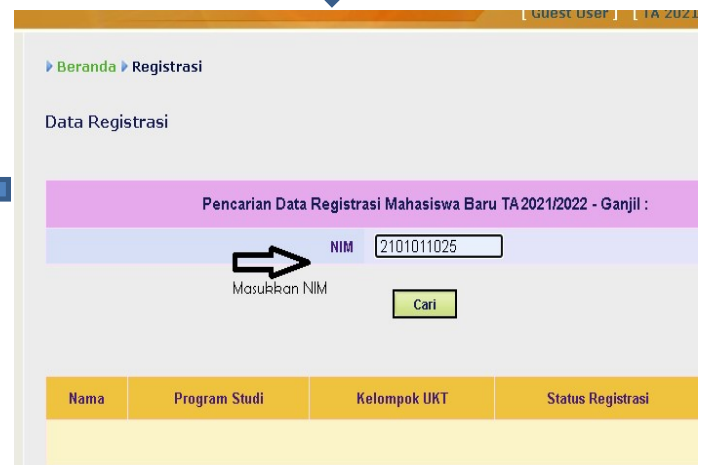 [ Guest User ] [ TA 2021
Beranda Registrasi
Data Registrasi
Pencarian Data Registrasi Mahasiswa Baru TA 2021/2022 - Ganjil :
NIM 2101011025
Masukkan NIM
Cari
Nama Program Studi Kelompok UKT Status Registrasi